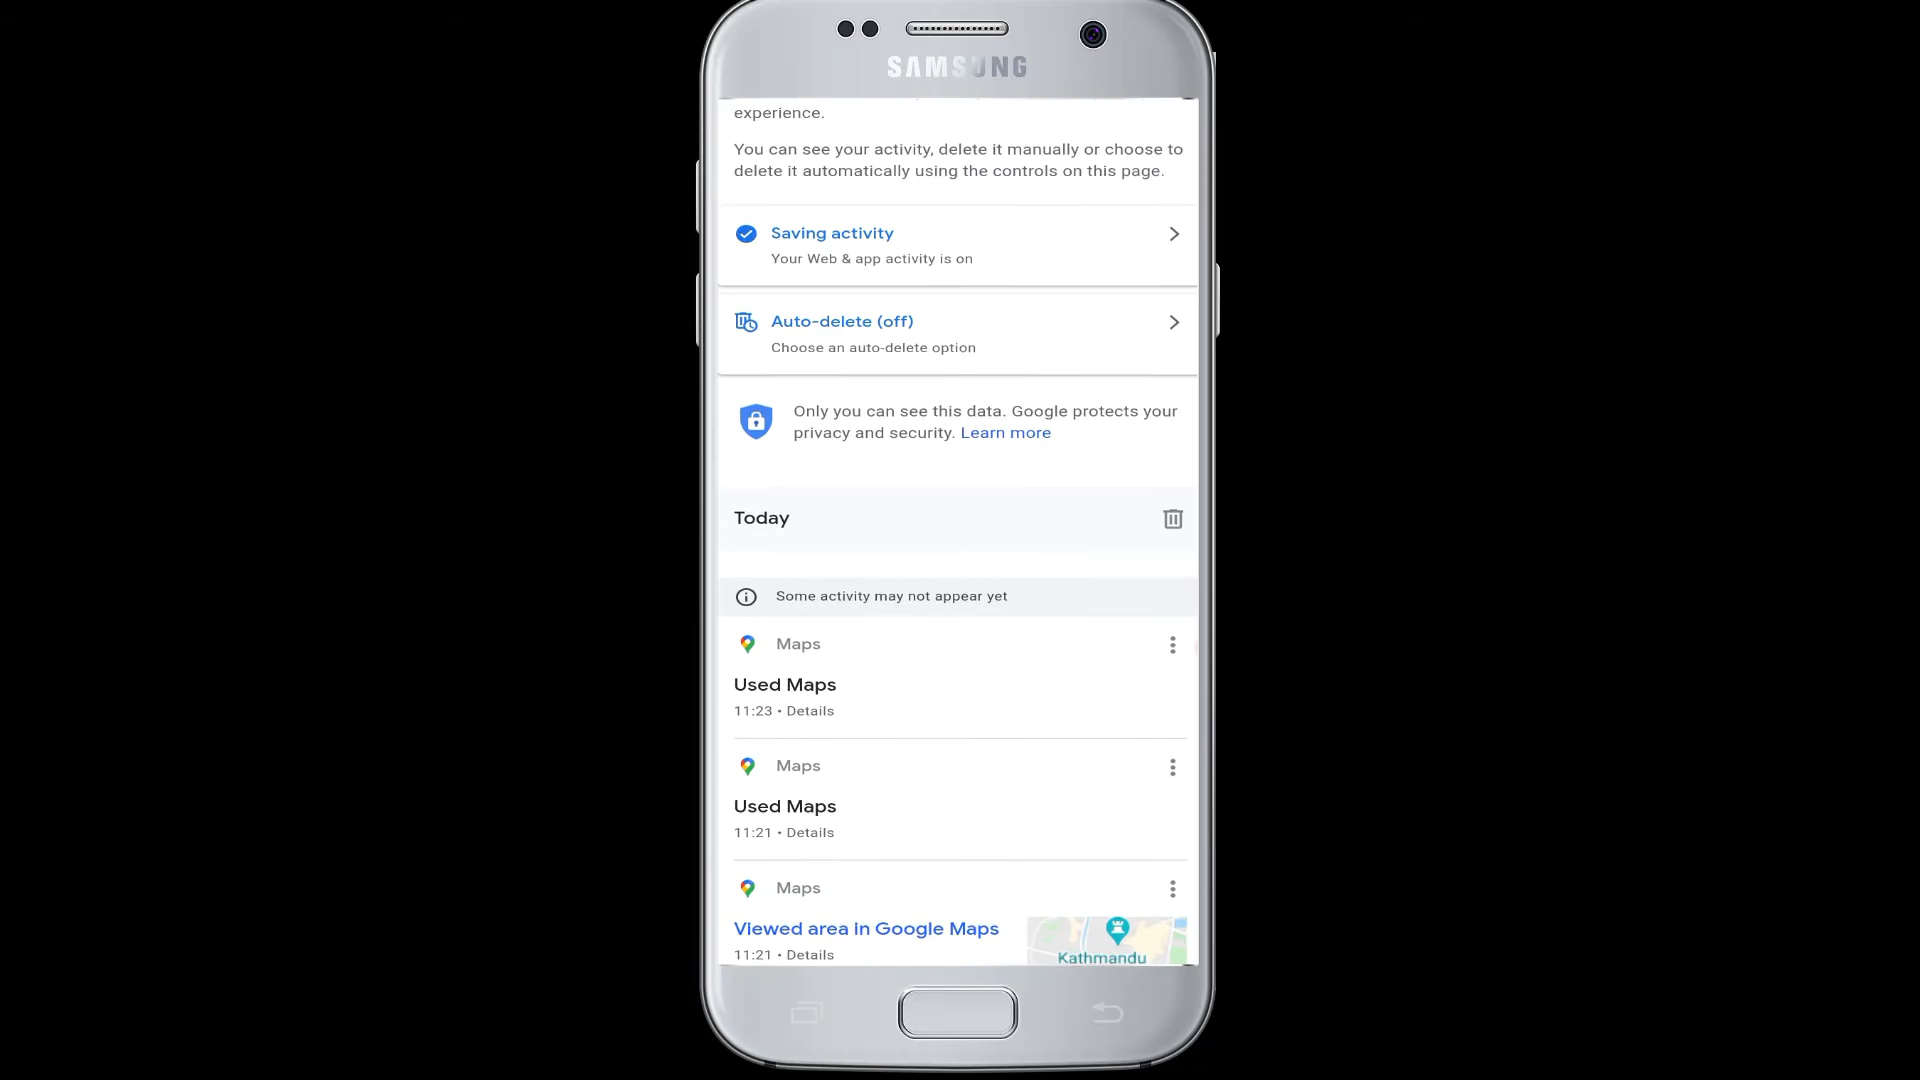 SAMSUNG
experience.
You can see your activity, delete it manually or choose to
delete it automatically using the controls on this page.
Saving activity
Your Web & app activity is on
Auto-delete (off)
Choose an auto-delete option
Only you can see this data. Google protects your
privacy and security. Learn more
Today
Some activity may not appear yet
Maps
Used Maps
11:23 • Details
Maps
Used Maps
11:21 • Details
Maps
Viewed area in Google Maps
11:21 • Details
Kathmandu